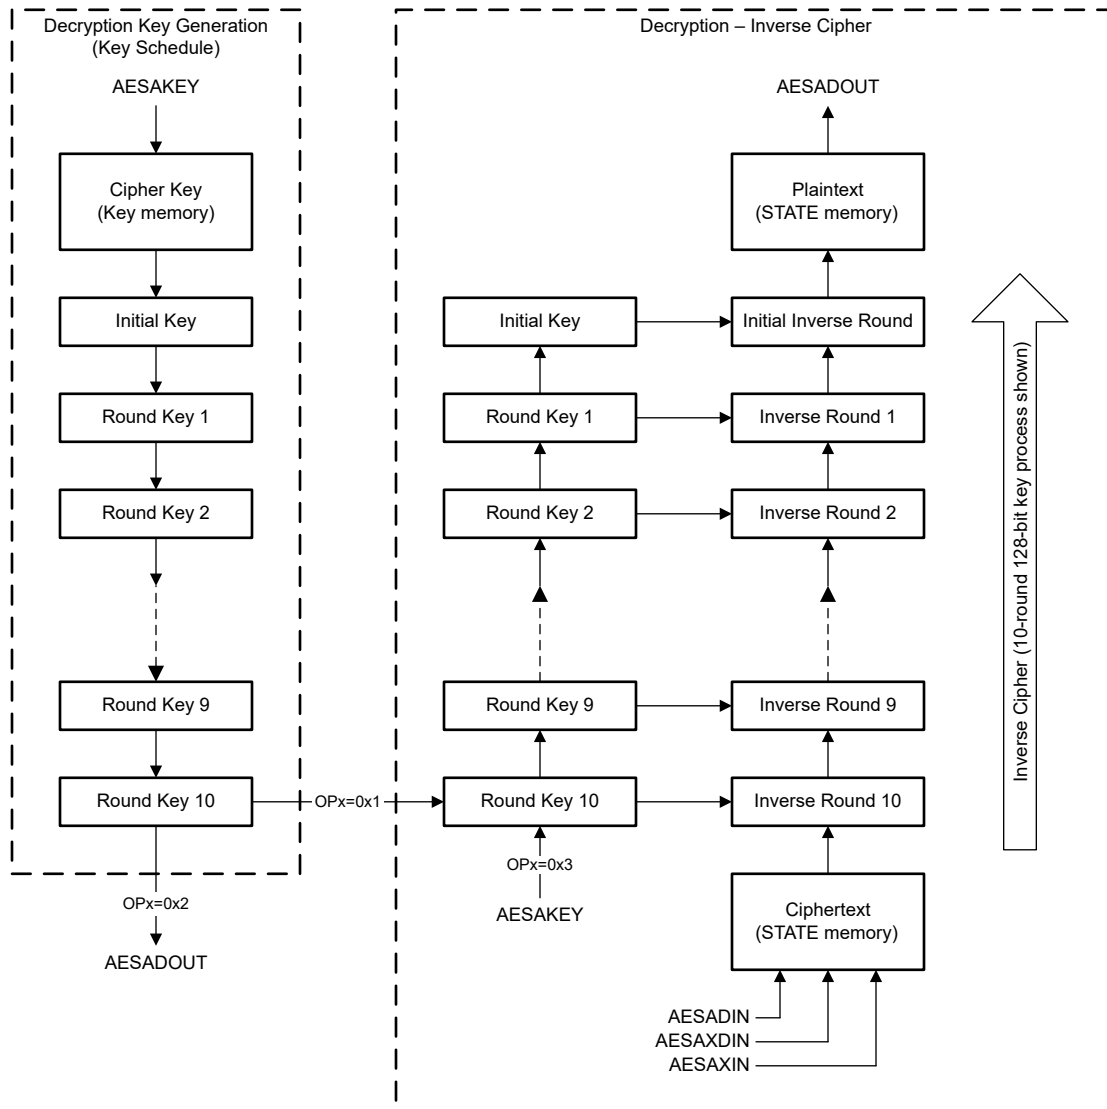 Decryption Key Generation
(Key Schedule)
AESAKEY
Cipher Key
(Key memory)
Initial Key
Round Key 1
Round Key 2
Round Key 9
Round Key 10
OPx=0x2
AESADOUT
OPx=0x1
Decryption – Inverse Cipher
AESADOUT
Plaintext
(STATE memory)
Initial Key
Initial Inverse Round
Round Key 1
Inverse Round 1
Round Key 2
Inverse Round 2
Round Key 9
Inverse Round 9
Round Key 10
Inverse Round 10
OPx=0x3
AESAKEY
Ciphertext
(STATE memory)
AESADIN
AESAXDIN
AESAXIN
Inverse Cipher (10-round 128-bit key process shown)